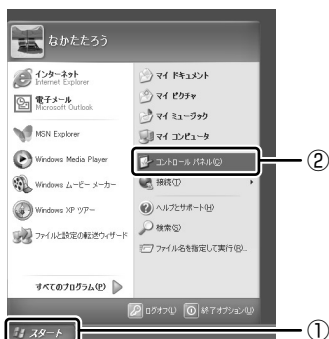 なかたたろう
インターネット
Internet Explorer
電子メール
Microsoft Outlook
MSN Explorer
Windows Media Player
Windows ムービー メーカー
Windows XP ツアー
ファイルと設定の転送ウィザード
すべてのプログラム(P)
マイ ドキュメント
マイ ピクチャ
マイ ミュージック
マイ コンピュータ
コントロール パネル(C)
接続(T)
ヘルプとサポート(H)
検索(S)
ファイル名を指定して実行(R)...
ログオフ(L)
終了オプション(U)
スタート
②
①